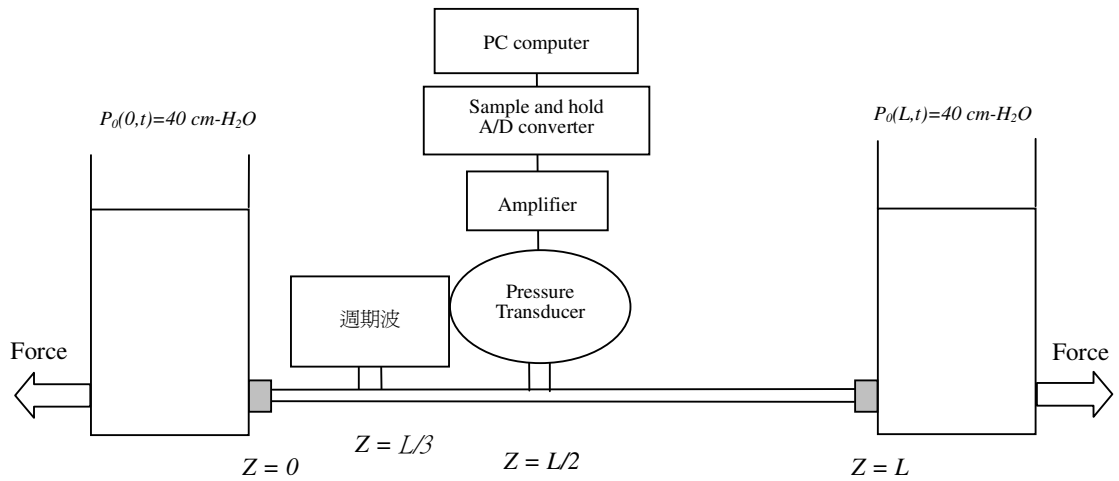 PC computer
Sample and hold
A/D converter
P₀(0,t)=40 cm-H₂O
P₀(L,t)=40 cm-H₂O
Amplifier
Pressure
Transducer
週期波
Force
Force
Z = 0
Z = L/3
Z = L/2
Z = L